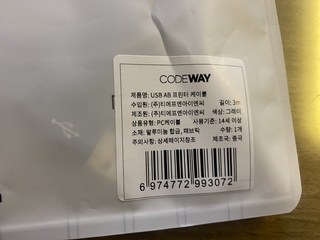 CODEWAY
제품명: USB AB 프린터 케이블
수입원: (주)티에프엔아이엔씨 길이: 3m
제조원: (주)티에프엔아이엔씨 색상: 그레이
상품유형: PC케이블 사용기준: 14세 이상
소재: 알루미늄 합금, 패브릭 수량: 1개
주의사항: 상세페이지참조 제조국: 중국
6 974772 993072